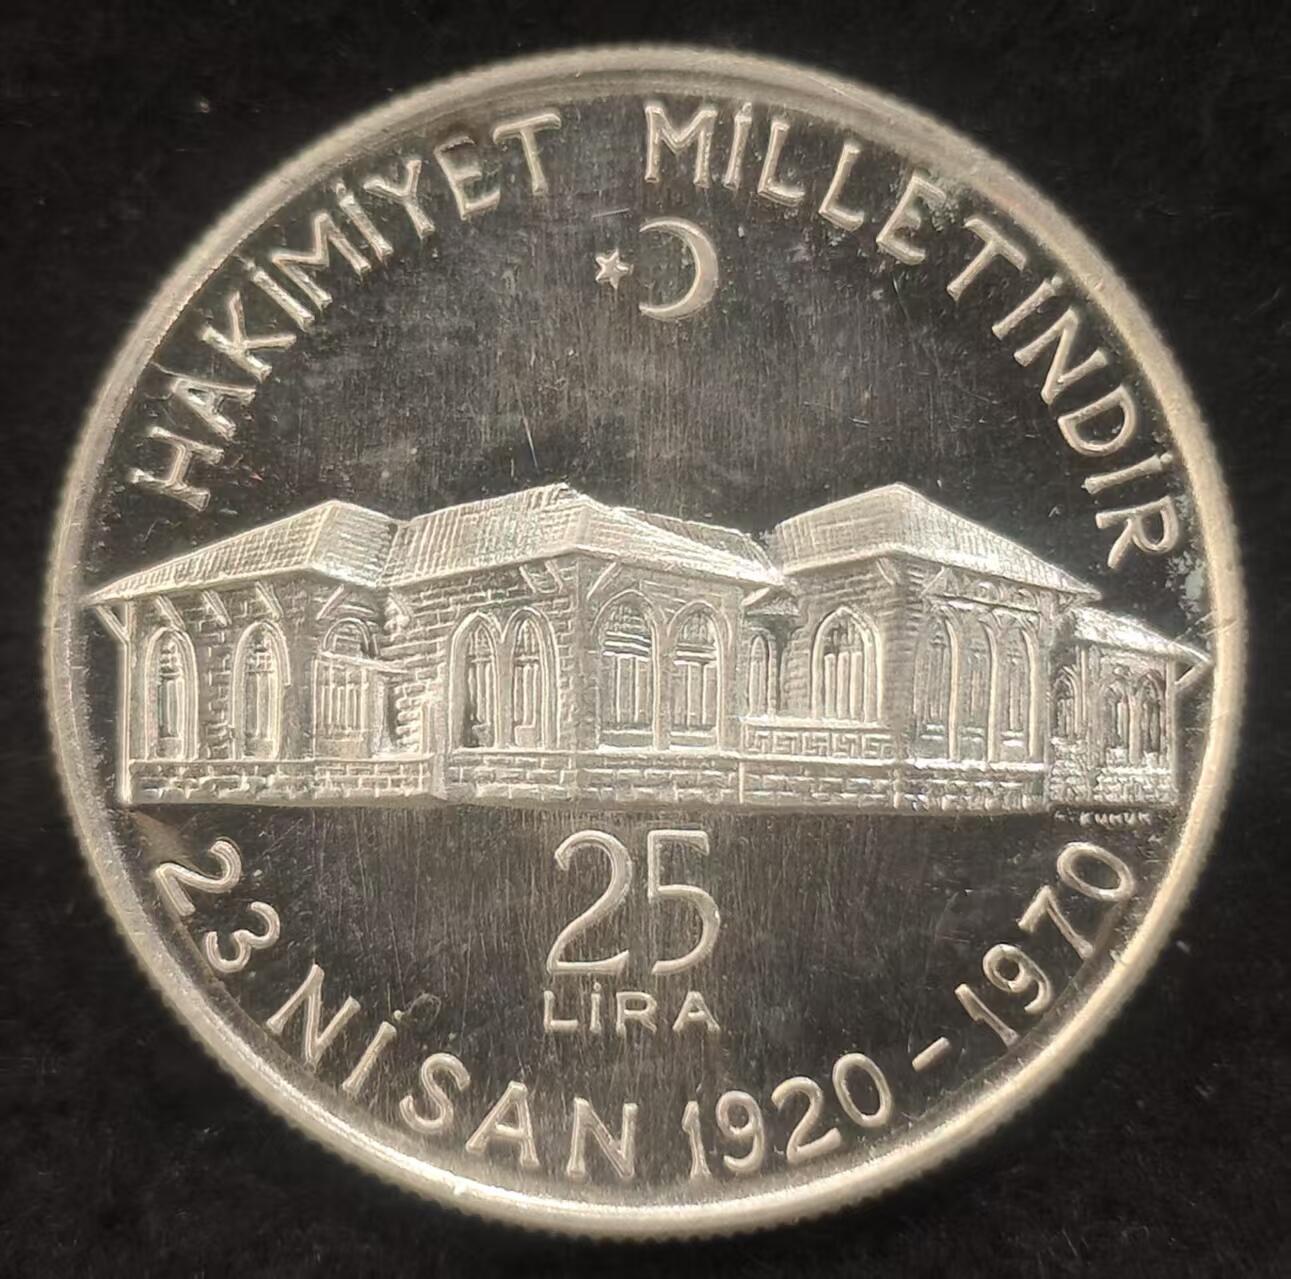 HAKİMİYET MİLLETİNDİR
25
LİRA
23 NİSAN 1920-1970